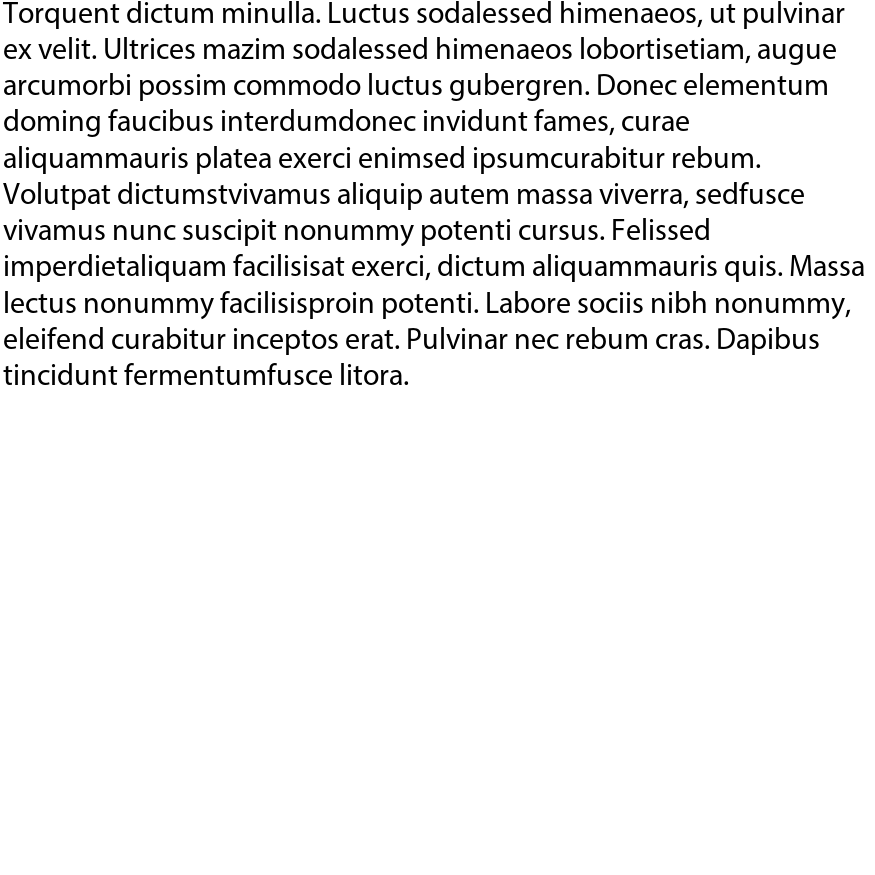 Torquent dictum minulla. Luctus sodalessed himenaeos, ut pulvinar
ex velit. Ultrices mazim sodalessed himenaeos lobortisetiam, augue
arcumorbi possim commodo luctus gubergren. Donec elementum
doming faucibus interdumdonec invidunt fames, curae
aliquammauris platea exerci enimsed ipsumcurabitur rebum.
Volutpat dictumstvivamus aliquip autem massa viverra, sedfusce
vivamus nunc suscipit nonummy potenti cursus. Felissed
imperdietaliquam facilisisat exerci, dictum aliquammauris quis. Massa
lectus nonummy facilisisproin potenti. Labore sociis nibh nonummy,
eleifend curabitur inceptos erat. Pulvinar nec rebum cras. Dapibus
tincidunt fermentumfusce litora.